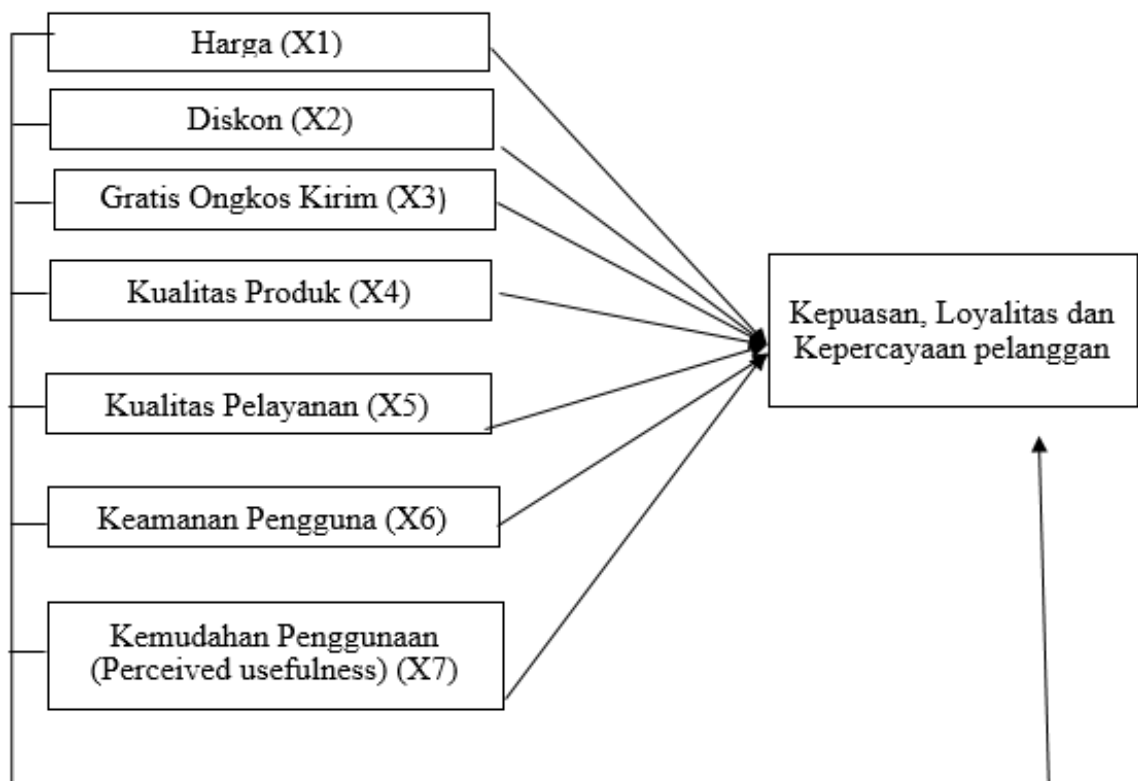 Harga (X1)
Diskon (X2)
Gratis Ongkos Kirim (X3)
Kualitas Produk (X4)
Kepuasan, Loyalitas dan
Kepercayaan pelanggan
Kualitas Pelayanan (X5)
Keamanan Pengguna (X6)
Kemudahan Penggunaan
(Perceived usefulness) (X7)